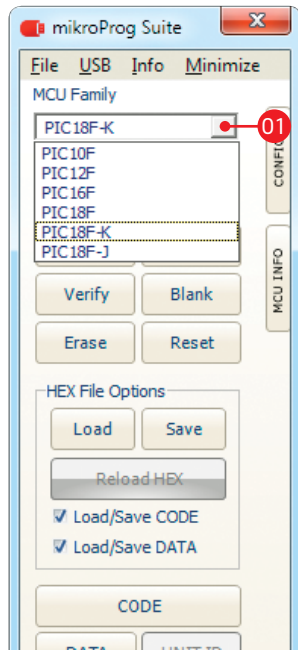 mikroProg Suite
File USB Info Minimize
MCU Family
PIC18F-K
01
PIC10F
PIC12F
PIC16F
PIC18F
PIC18F-K
PIC18F-J
MCU INFO
Verify Blank
Erase Reset
HEX File Options
Load Save
Reload HEX
Load/Save CODE
Load/Save DATA
CODE